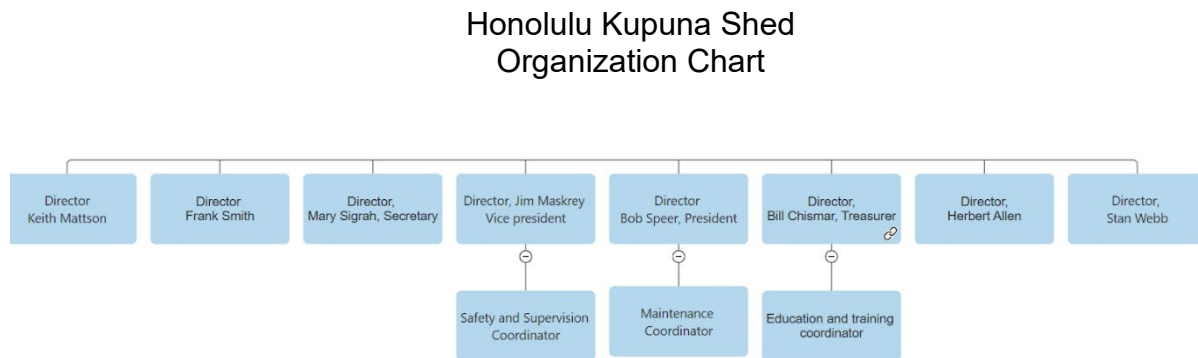 Honolulu Kupuna Shed
Organization Chart
Director
Keith Mattson
Director
Frank Smith
Director,
Mary Sigrah, Secretary
Director, Jim Maskrey
Vice president
Director
Bob Speer, President
Director,
Bill Chismar, Treasurer
Director,
Herbert Allen
Director,
Stan Webb
Safety and Supervision
Coordinator
Maintenance
Coordinator
Education and training
coordinator